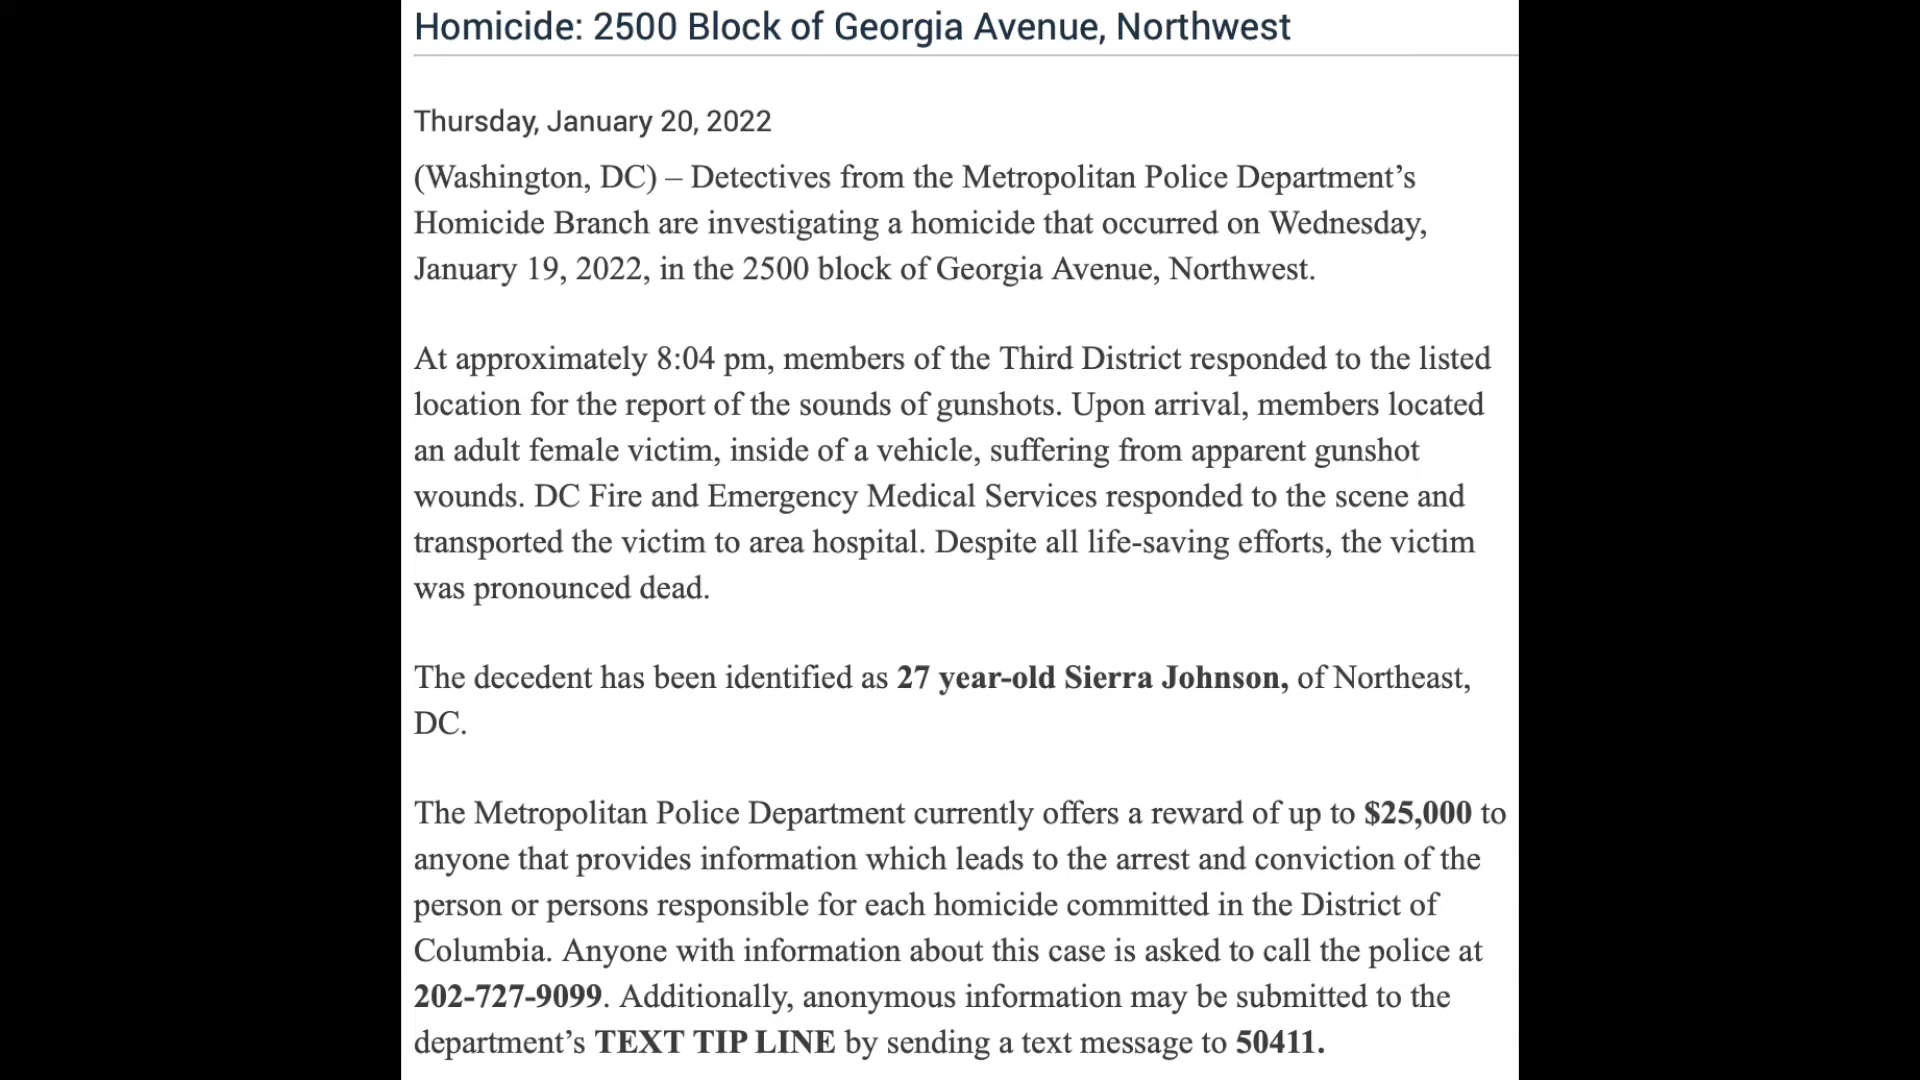 Homicide: 2500 Block of Georgia Avenue, Northwest
Thursday, January 20, 2022
(Washington, DC) – Detectives from the Metropolitan Police Department’s
Homicide Branch are investigating a homicide that occurred on Wednesday,
January 19, 2022, in the 2500 block of Georgia Avenue, Northwest.
At approximately 8:04 pm, members of the Third District responded to the listed
location for the report of the sounds of gunshots. Upon arrival, members located
an adult female victim, inside of a vehicle, suffering from apparent gunshot
wounds. DC Fire and Emergency Medical Services responded to the scene and
transported the victim to area hospital. Despite all life-saving efforts, the victim
was pronounced dead.
The decedent has been identified as 27 year-old Sierra Johnson, of Northeast,
DC.
The Metropolitan Police Department currently offers a reward of up to $25,000 to
anyone that provides information which leads to the arrest and conviction of the
person or persons responsible for each homicide committed in the District of
Columbia. Anyone with information about this case is asked to call the police at
202-727-9099. Additionally, anonymous information may be submitted to the
department’s TEXT TIP LINE by sending a text message to 50411.